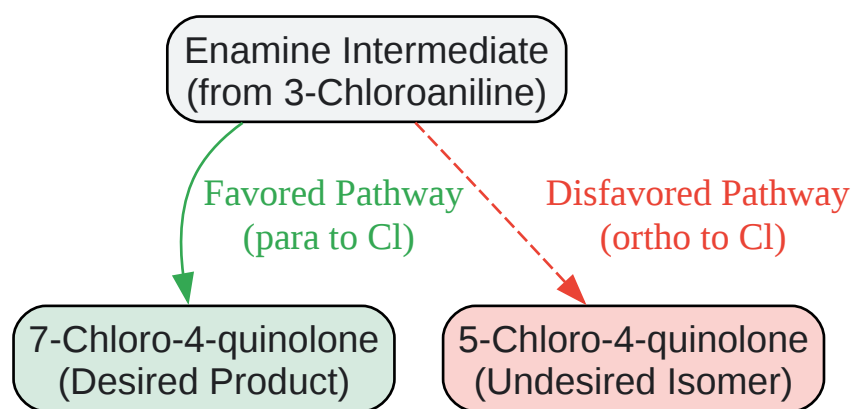 Enamine Intermediate
(from 3-Chloroaniline)
Favored Pathway
(para to Cl)
Disfavored Pathway
(ortho to Cl)
7-Chloro-4-quinolone
(Desired Product)
5-Chloro-4-quinolone
(Undesired Isomer)